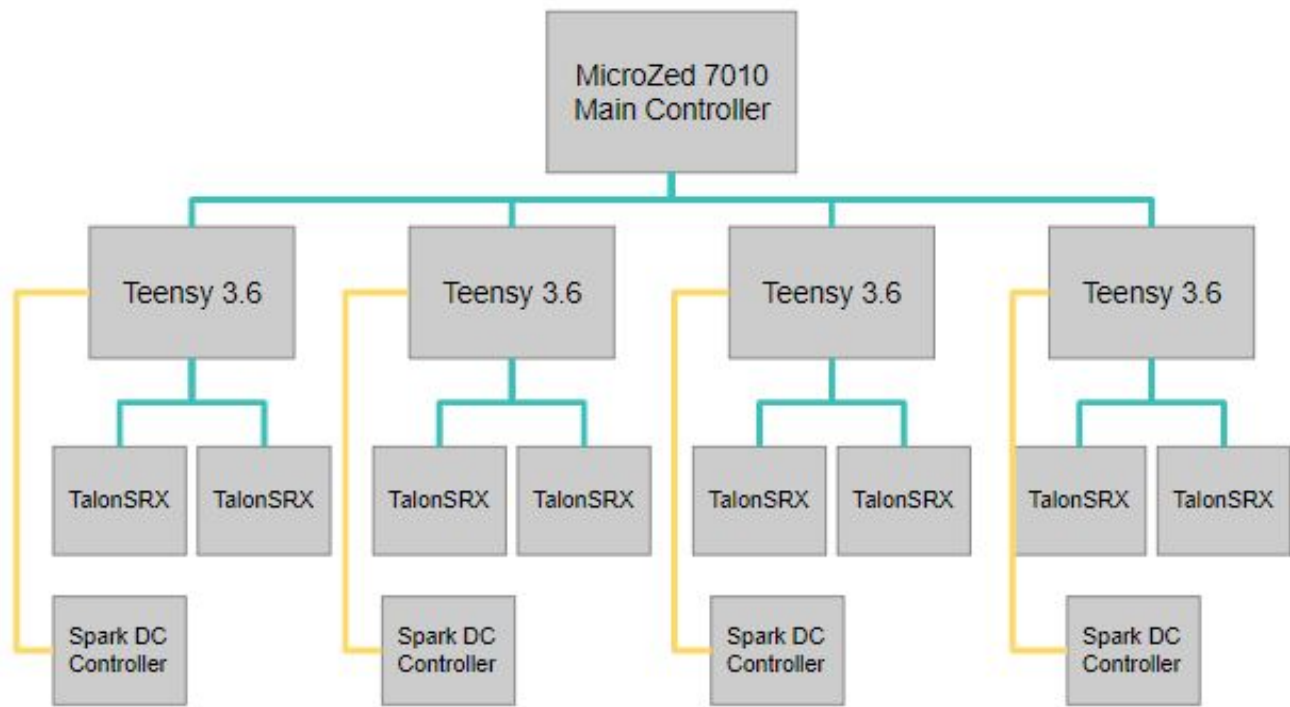 MicroZed 7010
Main Controller
Teensy 3.6
Teensy 3.6
Teensy 3.6
Teensy 3.6
TalonSRX
TalonSRX
TalonSRX
TalonSRX
TalonSRX
TalonSRX
TalonSRX
TalonSRX
Spark DC
Controller
Spark DC
Controller
Spark DC
Controller
Spark DC
Controller